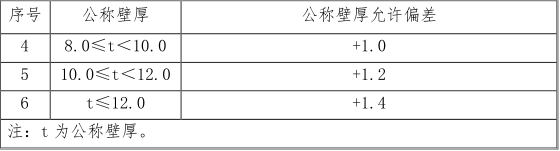 序号 公称壁厚 公称壁厚允许偏差
4 8.0≤t＜10.0 +1.0
5 10.0≤t＜12.0 +1.2
6 t≤12.0 +1.4
注：t 为公称壁厚。